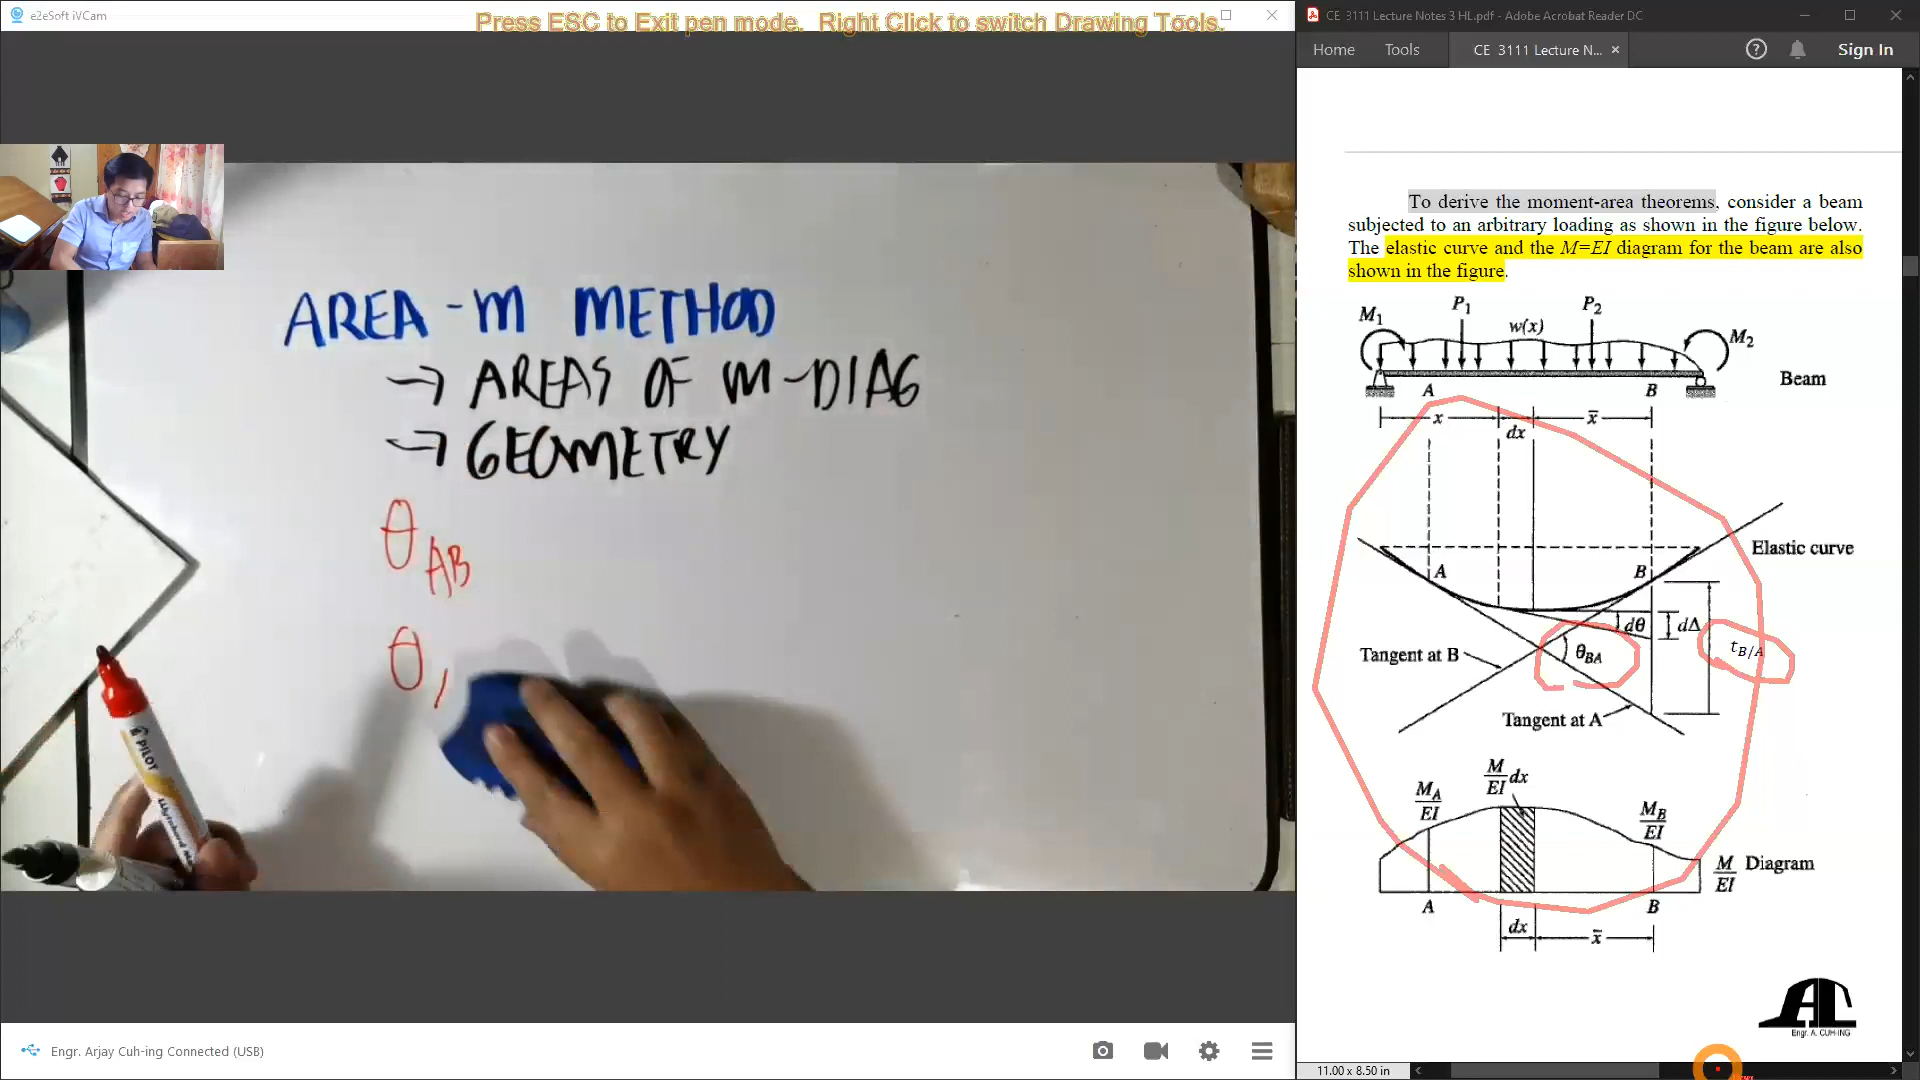 e2eSoft iVCam
Press ESC to Exit pen mode. Right Click to switch Drawing Tools.
AREA-M METHOD
→ AREAS OF M-DIAG
→ GEOMETRY
θAB
θ
Engr. Arjay Cuh-ing Connected (USB)
CE 3111 Lecture Notes 3 HL.pdf - Adobe Acrobat Reader DC
Home Tools CE 3111 Lecture N... × Sign In
To derive the moment-area theorems, consider a beam
subjected to an arbitrary loading as shown in the figure below.
The elastic curve and the M=EI diagram for the beam are also
shown in the figure.
M1 P1 w(x) P2 M2
Beam
A B
x dx x̄
Elastic curve
A B
dθ dΔ
Tangent at B θBA tB/A
Tangent at A
MA/EI M/EI dx MB/EI
M/EI Diagram
A B
dx x̄
AC
Engr. A. CUH-ING
11.00 x 8.50 in